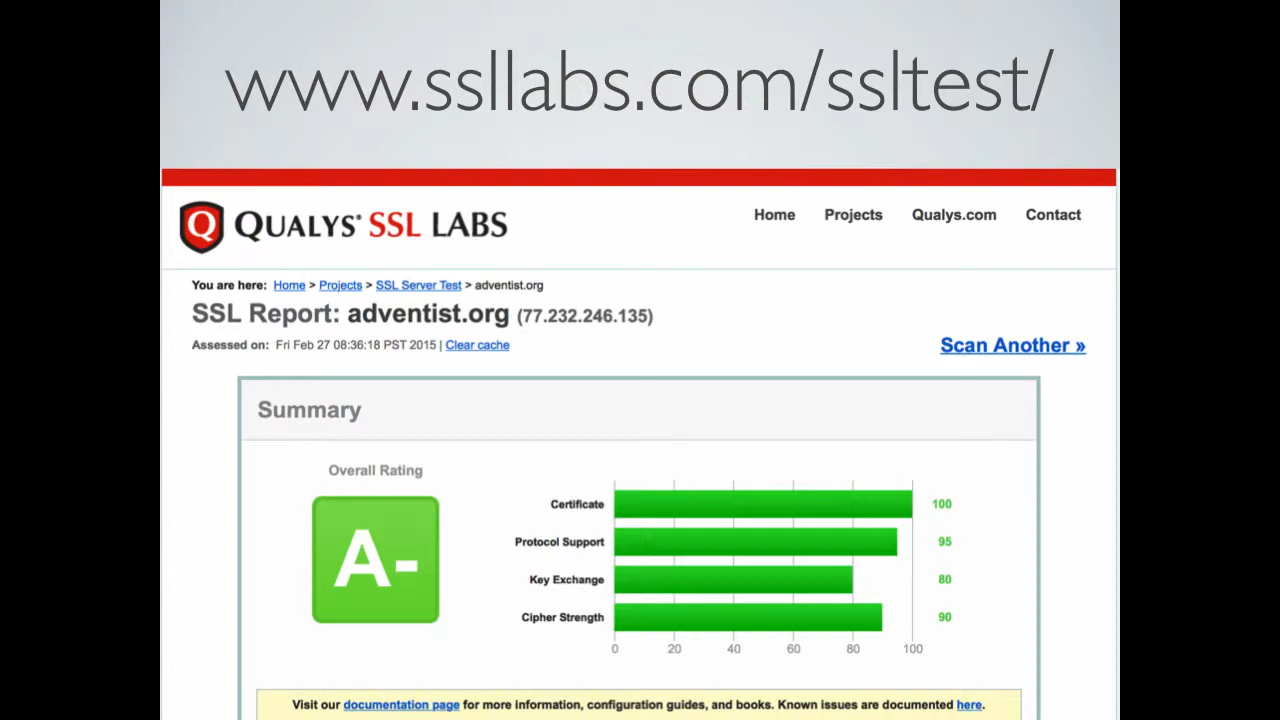 www.ssllabs.com/ssltest/
QUALYS® SSL LABS
Home Projects Qualys.com Contact
You are here: Home > Projects > SSL Server Test > adventist.org
SSL Report: adventist.org (77.232.246.135)
Assessed on: Fri Feb 27 08:36:18 PST 2015 | Clear cache
Scan Another »
Summary
Overall Rating
A-
Certificate 100
Protocol Support 95
Key Exchange 80
Cipher Strength 90
0 20 40 60 80 100
Visit our documentation page for more information, configuration guides, and books. Known issues are documented here.